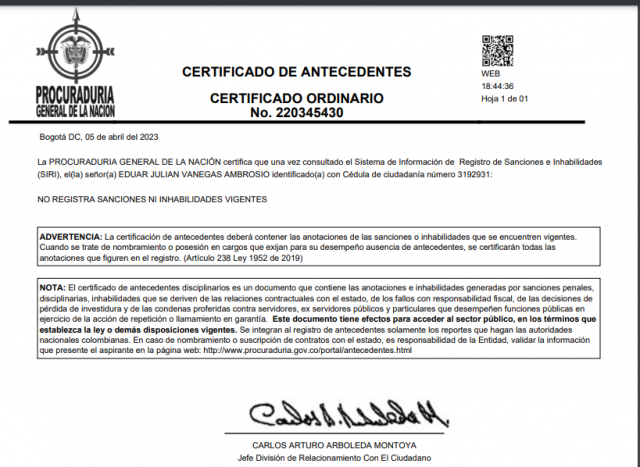 PROCURADURIA
GENERAL DE LA NACION
CERTIFICADO DE ANTECEDENTES
CERTIFICADO ORDINARIO
No. 220345430
WEB
18:44:36
Hoja 1 de 01
Bogotá DC, 05 de abril del 2023
La PROCURADURIA GENERAL DE LA NACIÓN certifica que una vez consultado el Sistema de Información de Registro de Sanciones e Inhabilidades
(SIRI), el(la) señor(a) EDUAR JULIAN VANEGAS AMBROSIO identificado(a) con Cédula de ciudadanía número 3192931:
NO REGISTRA SANCIONES NI INHABILIDADES VIGENTES
ADVERTENCIA: La certificación de antecedentes deberá contener las anotaciones de las sanciones o inhabilidades que se encuentren vigentes.
Cuando se trate de nombramiento o posesión en cargos que exijan para su desempeño ausencia de antecedentes, se certificarán todas las
anotaciones que figuren en el registro. (Artículo 238 Ley 1952 de 2019)
NOTA: El certificado de antecedentes disciplinarios es un documento que contiene las anotaciones e inhabilidades generadas por sanciones penales,
disciplinarias, inhabilidades que se deriven de las relaciones contractuales con el estado, de los fallos con responsabilidad fiscal, de las decisiones de
pérdida de investidura y de las condenas proferidas contra servidores, ex servidores públicos y particulares que desempeñen funciones públicas en
ejercicio de la acción de repetición o llamamiento en garantía. Este documento tiene efectos para acceder al sector público, en los términos que
establezca la ley o demás disposiciones vigentes. Se integran al registro de antecedentes solamente los reportes que hagan las autoridades
nacionales colombianas. En caso de nombramiento o suscripción de contratos con el estado, es responsabilidad de la Entidad, validar la información
que presente el aspirante en la página web: http://www.procuraduria.gov.co/portal/antecedentes.html
Carlos A. Arboleda M.
CARLOS ARTURO ARBOLEDA MONTOYA
Jefe División de Relacionamiento Con El Ciudadano